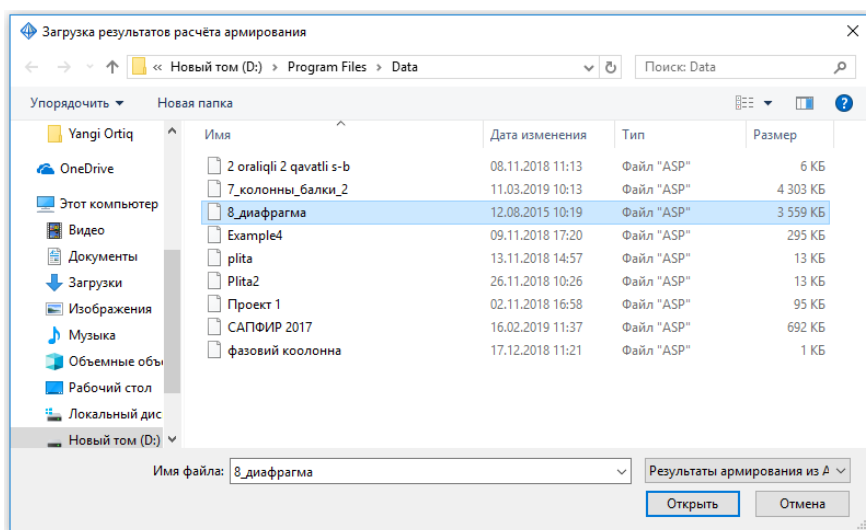 Загрузка результатов расчёта армирования
« Новый том (D:) > Program Files > Data
Поиск: Data
Упорядочить Новая папка
Yangi Ortiq
OneDrive
Этот компьютер
Видео
Документы
Загрузки
Изображения
Музыка
Объемные объ
Рабочий стол
Локальный дис
Новый том (D:)
Имя Дата изменения Тип Размер
2 oraliqli 2 qavatli s-b 08.11.2018 11:13 Файл "ASP" 6 КБ
7_колонны_балки_2 11.03.2019 10:13 Файл "ASP" 4 303 КБ
8_диафрагма 12.08.2015 10:19 Файл "ASP" 3 559 КБ
Example4 09.11.2018 17:20 Файл "ASP" 295 КБ
plita 13.11.2018 14:57 Файл "ASP" 13 КБ
Plita2 26.11.2018 10:26 Файл "ASP" 13 КБ
Проект 1 02.11.2018 16:58 Файл "ASP" 95 КБ
САПФИР 2017 16.02.2019 11:37 Файл "ASP" 692 КБ
фазовий коолонна 17.12.2018 11:21 Файл "ASP" 1 КБ
Имя файла: 8_диафрагма Результаты армирования из А
Открыть Отмена